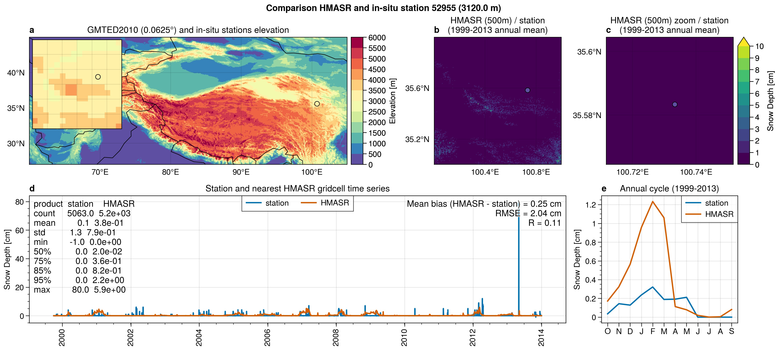 Comparison HMASR and in-situ station 52955 (3120.0 m)
a
GMTED2010 (0.0625°) and in-situ stations elevation
40°N
35°N
30°N
70°E
80°E
90°E
100°E
6000
5500
5000
4500
4000
3500
3000
2500
2000
1500
1000
500
0
Elevation [m]
b
HMASR (500m) / station
(1999-2013 annual mean)
35.6°N
35.2°N
100.4°E
100.8°E
c
HMASR (500m) zoom / station
(1999-2013 annual mean)
35.6°N
35.58°N
100.72°E
100.74°E
10
9
8
7
6
5
4
3
2
1
0
Snow Depth [cm]
d
Station and nearest HMASR gridcell time series
80
60
40
20
0
Snow Depth [cm]
product station HMASR
count 5063.0 5.2e+03
mean 0.1 3.8e-01
std 1.3 7.9e-01
min -1.0 0.0e+00
50% 0.0 2.0e-02
75% 0.0 3.6e-01
85% 0.0 8.2e-01
95% 0.0 2.2e+00
max 80.0 5.9e+00
station
HMASR
Mean bias (HMASR - station) = 0.25 cm
RMSE = 2.04 cm
R = 0.11
2000
2002
2004
2006
2008
2010
2012
2014
e
Annual cycle (1999-2013)
station
HMASR
1.2
1
0.8
0.6
0.4
0.2
0
Snow Depth [cm]
O N D J F M A M J J A S